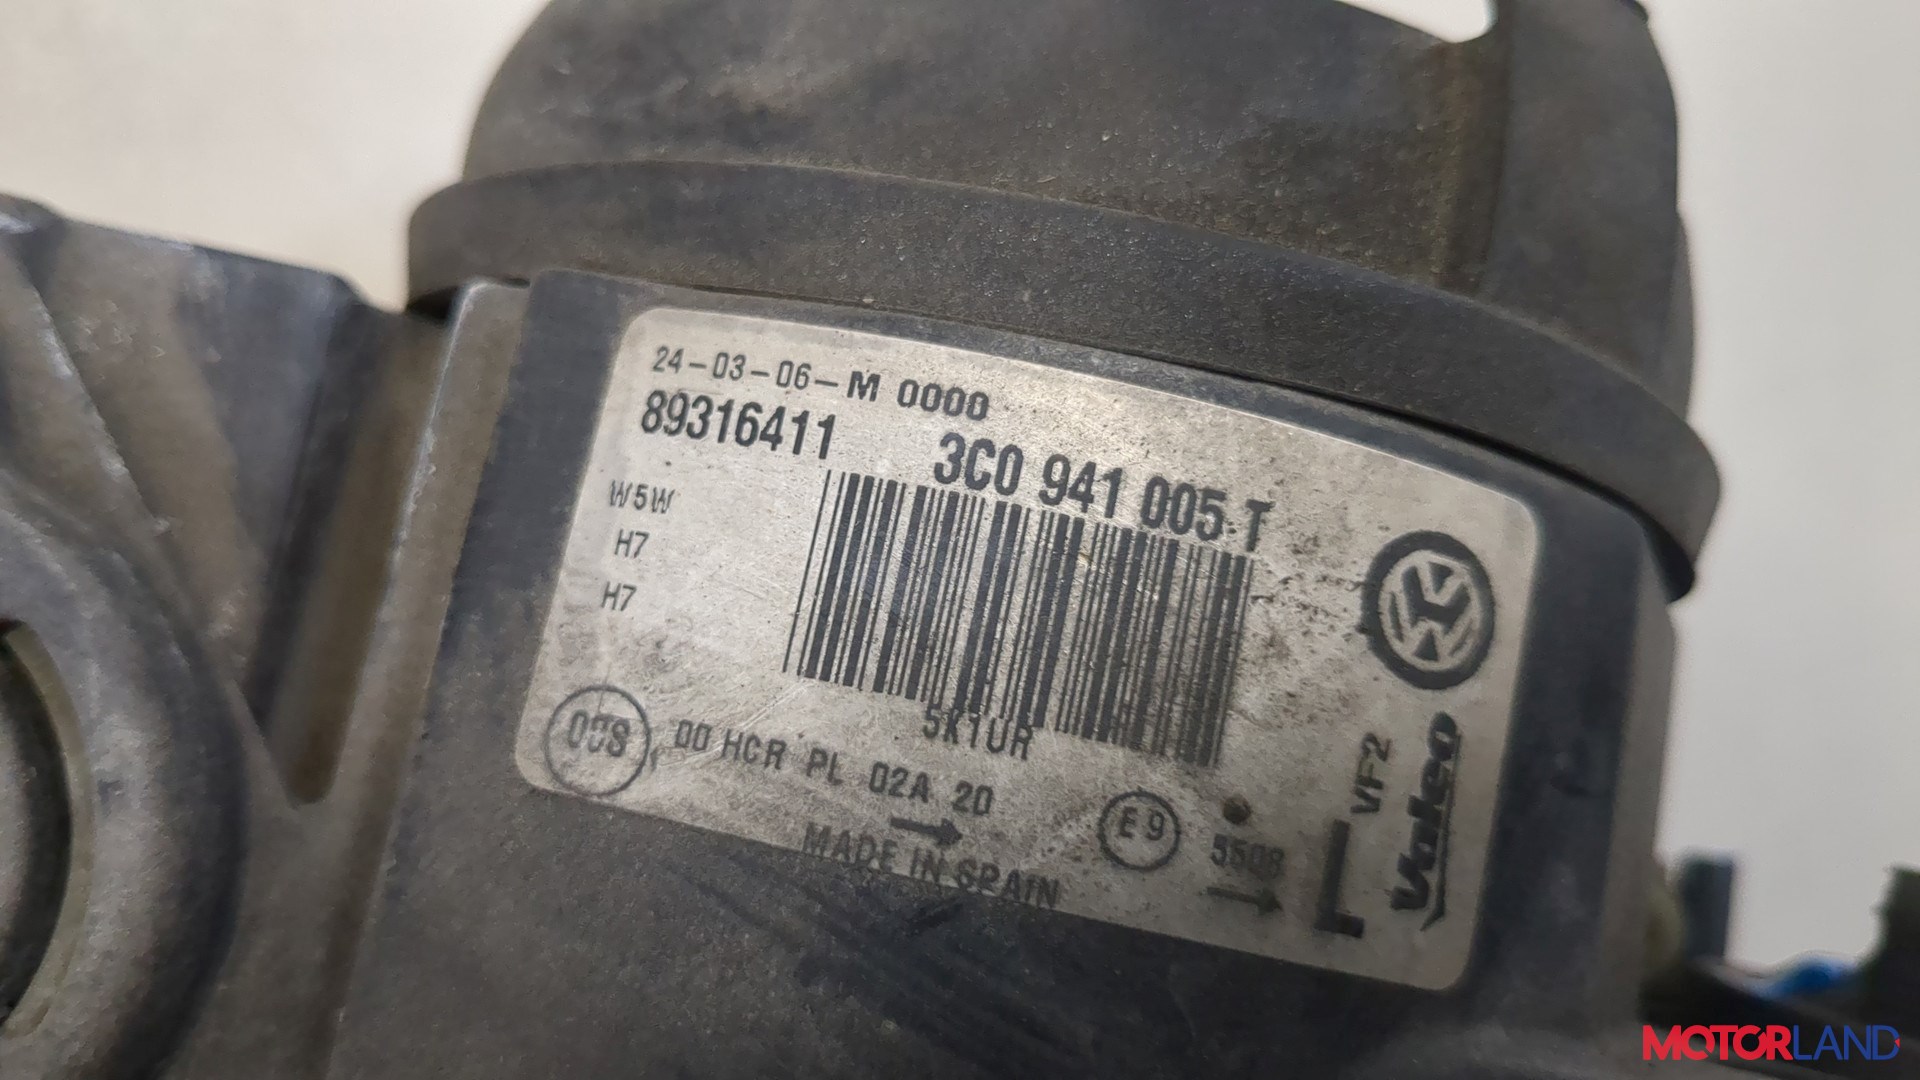 24-03-06-M 0000
89316411 3C0 941 005 T
W5W
H7
H7
5K1UR
00 HCR PL 02A 20
MADE IN SPAIN
E9
5508
L
VF2
Valeo
MOTORLAND